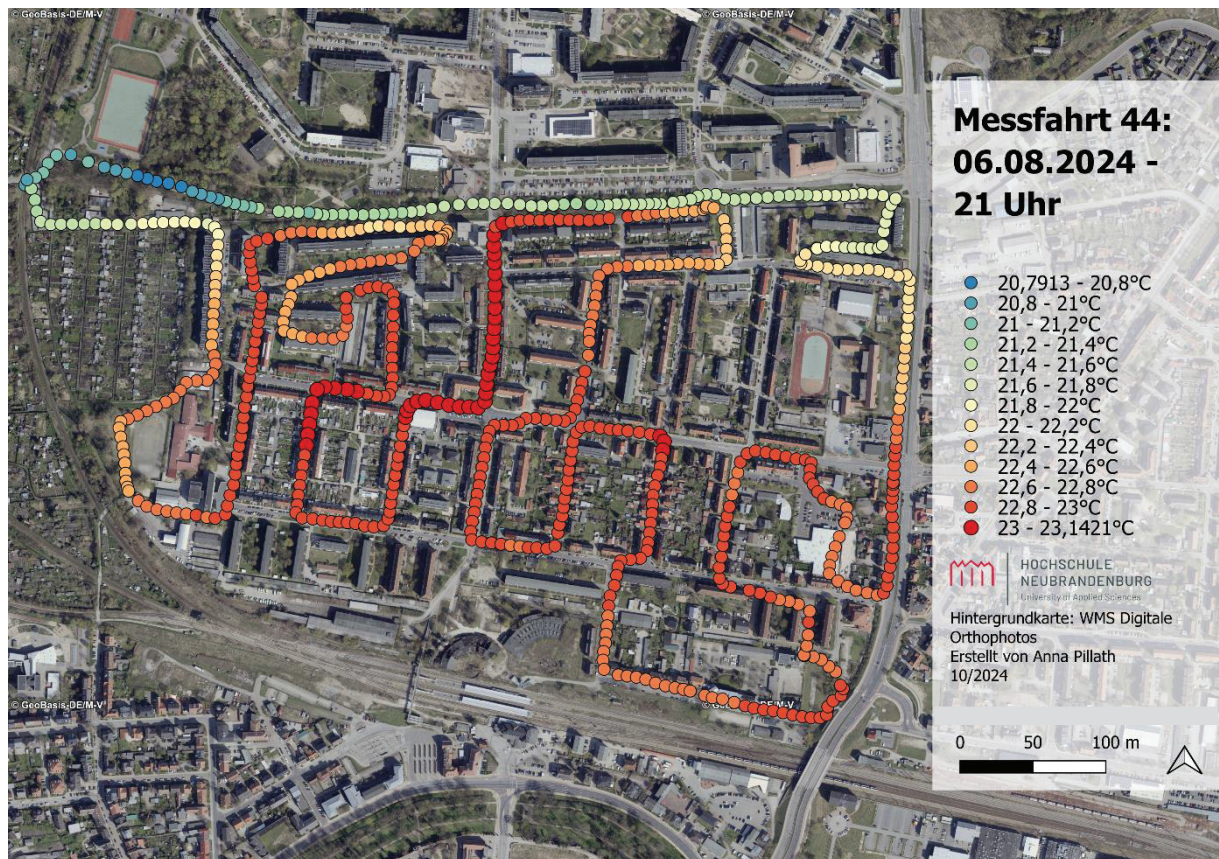 © GeoBasis-DE/M-V
© GeoBasis-DE/M-V
Messfahrt 44:
06.08.2024 -
21 Uhr
20,7913 - 20,8°C
20,8 - 21°C
21 - 21,2°C
21,2 - 21,4°C
21,4 - 21,6°C
21,6 - 21,8°C
21,8 - 22°C
22 - 22,2°C
22,2 - 22,4°C
22,4 - 22,6°C
22,6 - 22,8°C
22,8 - 23°C
23 - 23,1421°C
HOCHSCHULE
NEUBRANDENBURG
University of Applied Sciences
Hintergrundkarte: WMS Digitale
Orthophotos
Erstellt von Anna Pillath
10/2024
© GeoBasis-DE/M-V
© GeoBasis-DE/M-V
0 50 100 m